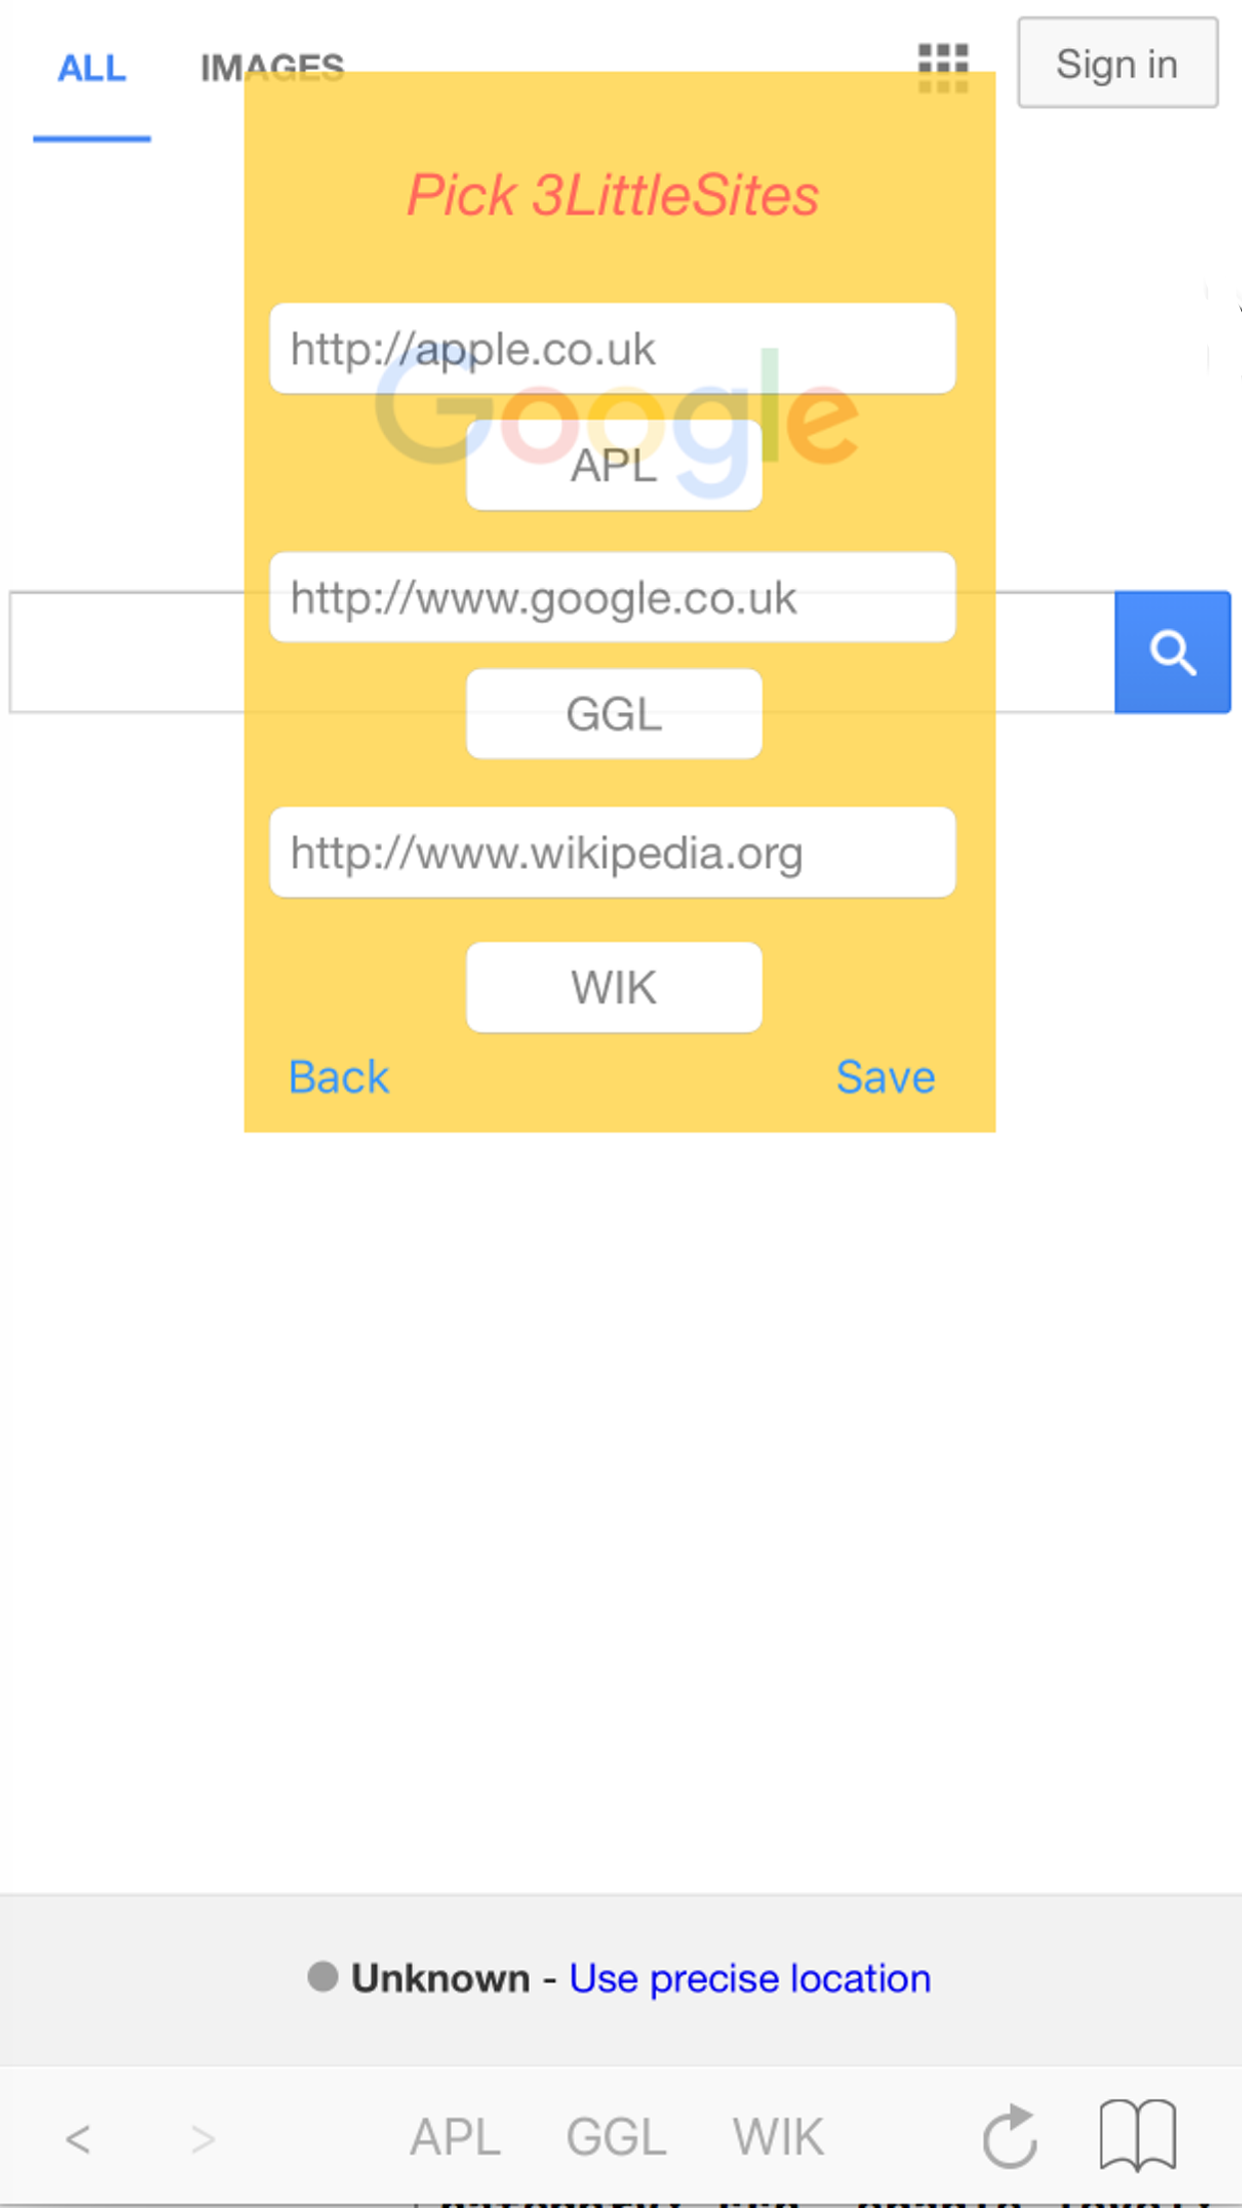 ALL IMAGES Sign in
Pick 3LittleSites
http://apple.co.uk
Google
APL
http://www.google.co.uk
GGL
http://www.wikipedia.org
WIK
Back Save
Unknown - Use precise location
< > APL GGL WIK